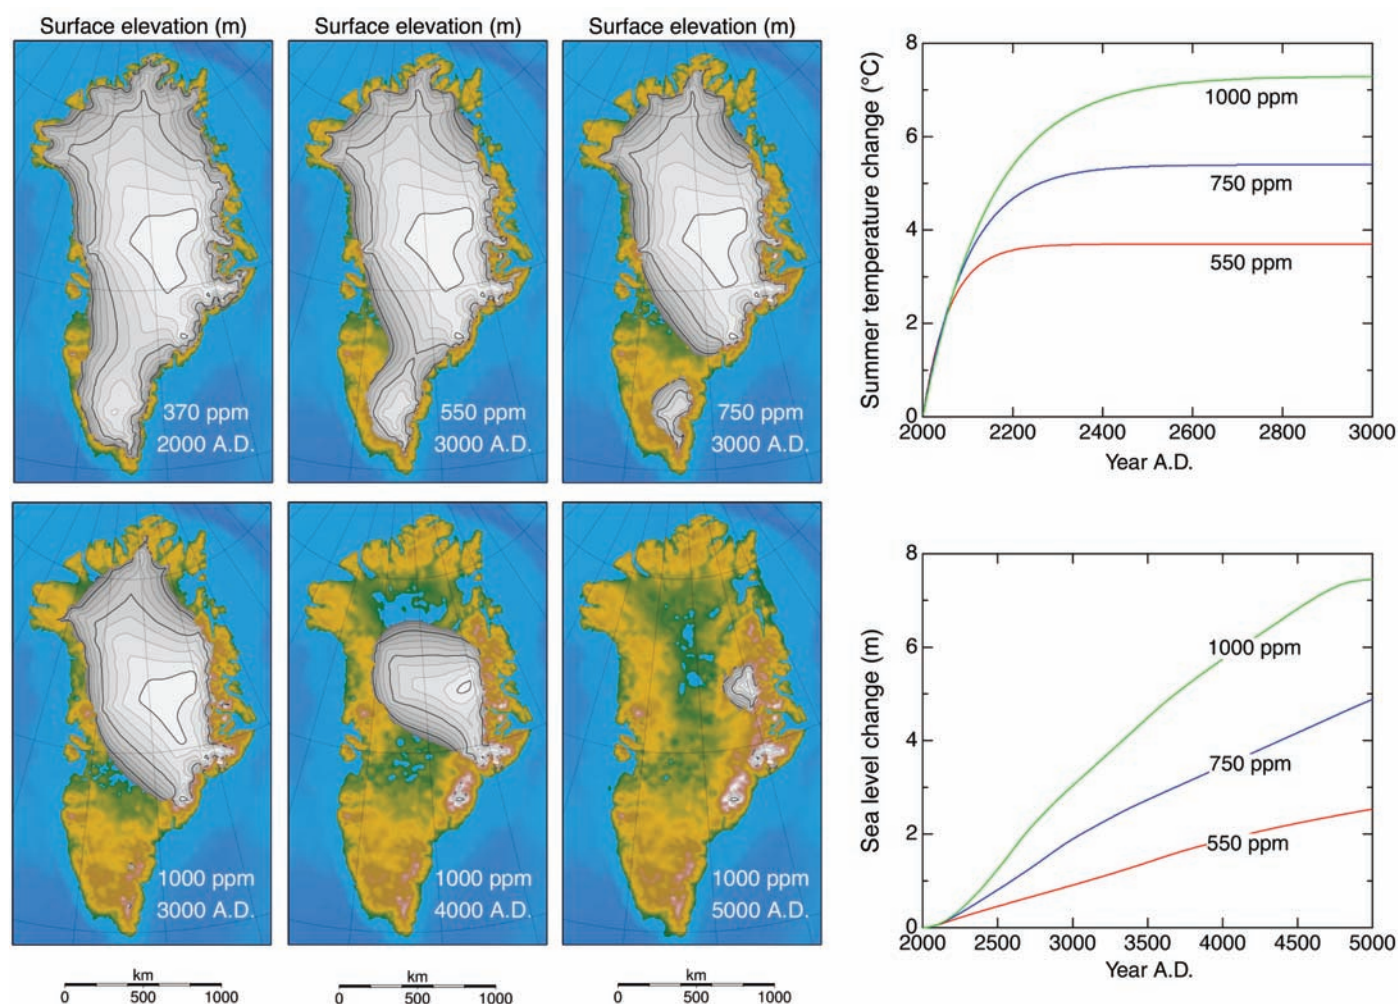 Surface elevation (m)
Surface elevation (m)
Surface elevation (m)
370 ppm
2000 A.D.
550 ppm
3000 A.D.
750 ppm
3000 A.D.
1000 ppm
3000 A.D.
1000 ppm
4000 A.D.
1000 ppm
5000 A.D.
km
0 500 1000
km
0 500 1000
km
0 500 1000
Summer temperature change (°C)
8
6
4
2
0
1000 ppm
750 ppm
550 ppm
2000 2200 2400 2600 2800 3000
Year A.D.
Sea level change (m)
8
6
4
2
0
1000 ppm
750 ppm
550 ppm
2000 2500 3000 3500 4000 4500 5000
Year A.D.